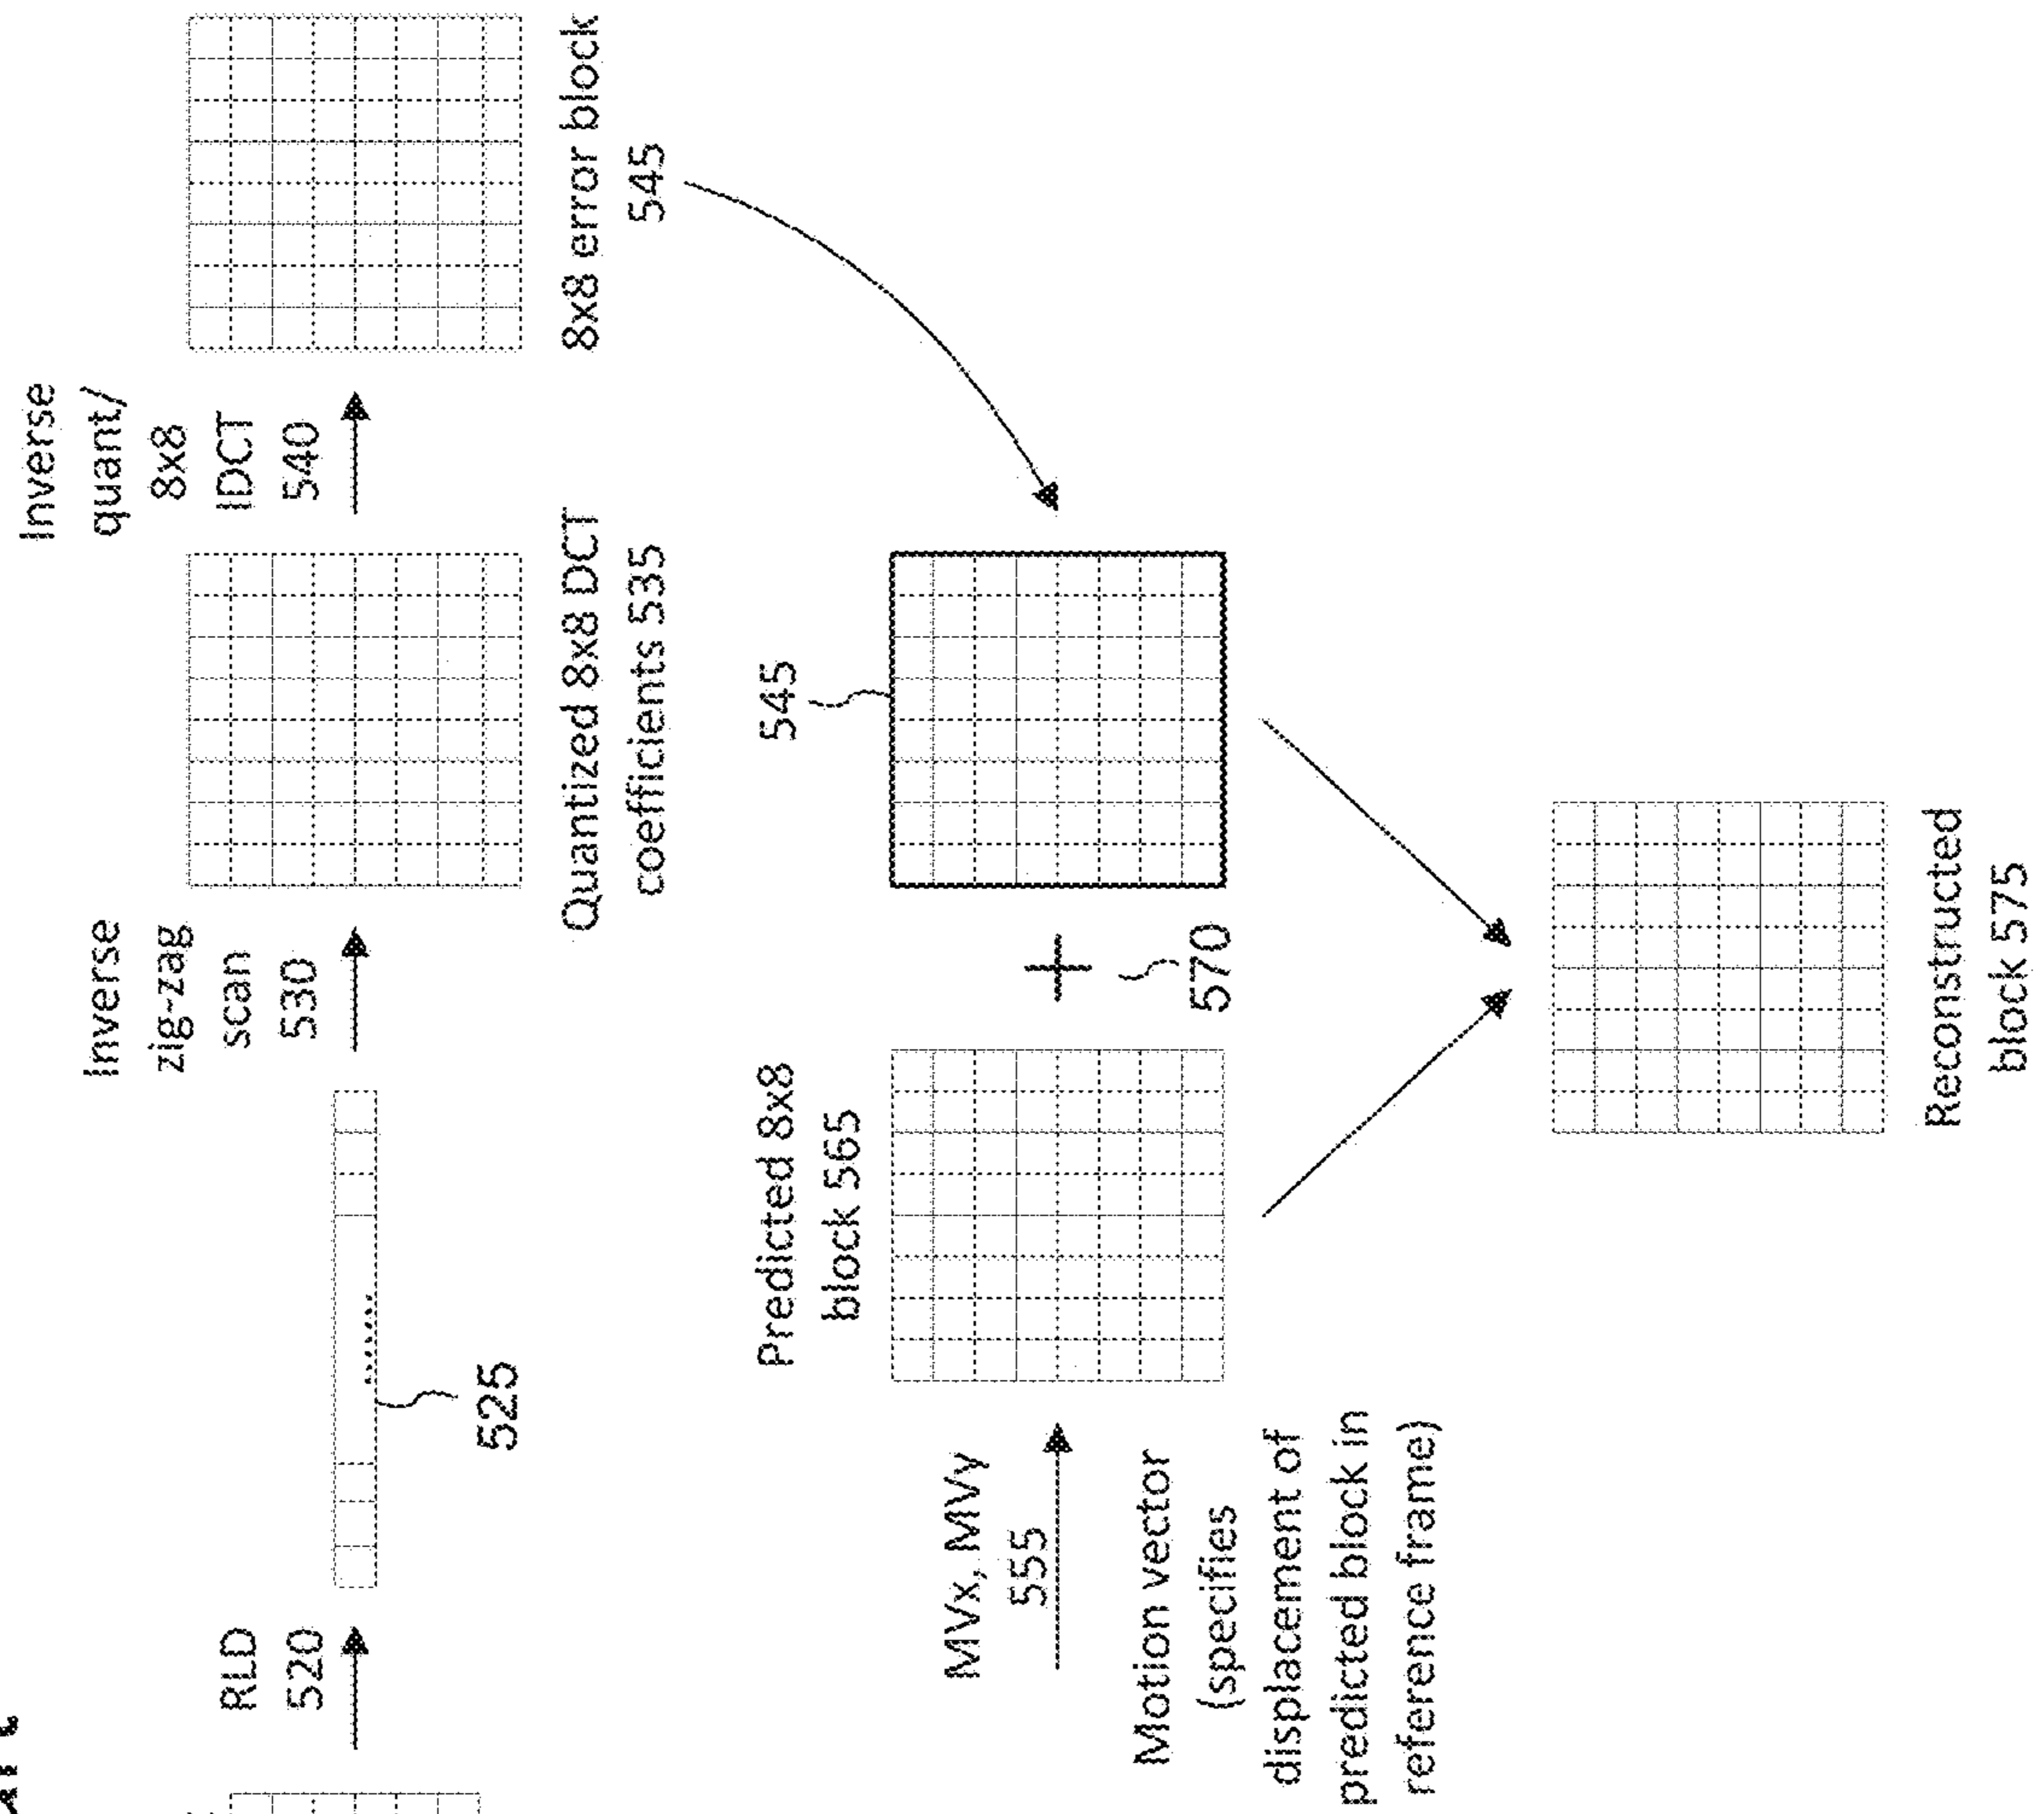 RLD
520
525
Inverse
zig-zag
scan
530
Quantized 8x8 DCT
coefficients 535
Inverse
quant/
8x8
IDCT
540
8x8 error block
545
MVx, MVy
555
Motion vector
(specifies
displacement of
predicted block in
reference frame)
Predicted 8x8
block 565
570
545
Reconstructed
block 575